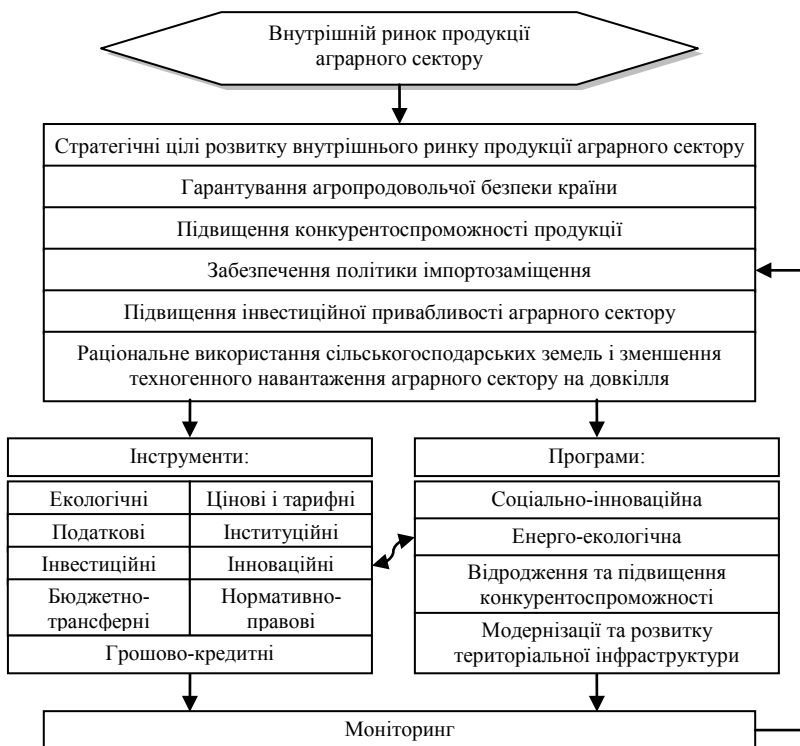 Внутрішній ринок продукції
аграрного сектору
Стратегічні цілі розвитку внутрішнього ринку продукції аграрного сектору
Гарантування агропродовольчої безпеки країни
Підвищення конкурентоспроможності продукції
Забезпечення політики імпортозаміщення
Підвищення інвестиційної привабливості аграрного сектору
Раціональне використання сільськогосподарських земель і зменшення
техногенного навантаження аграрного сектору на довкілля
Інструменти:
Екологічні
Цінові і тарифні
Податкові
Інституційні
Інвестиційні
Інноваційні
Бюджетно-
трансферні
Нормативно-
правові
Грошово-кредитні
Програми:
Соціально-інноваційна
Енерго-екологічна
Відродження та підвищення
конкурентоспроможності
Модернізації та розвитку
територіальної інфраструктури
Моніторинг